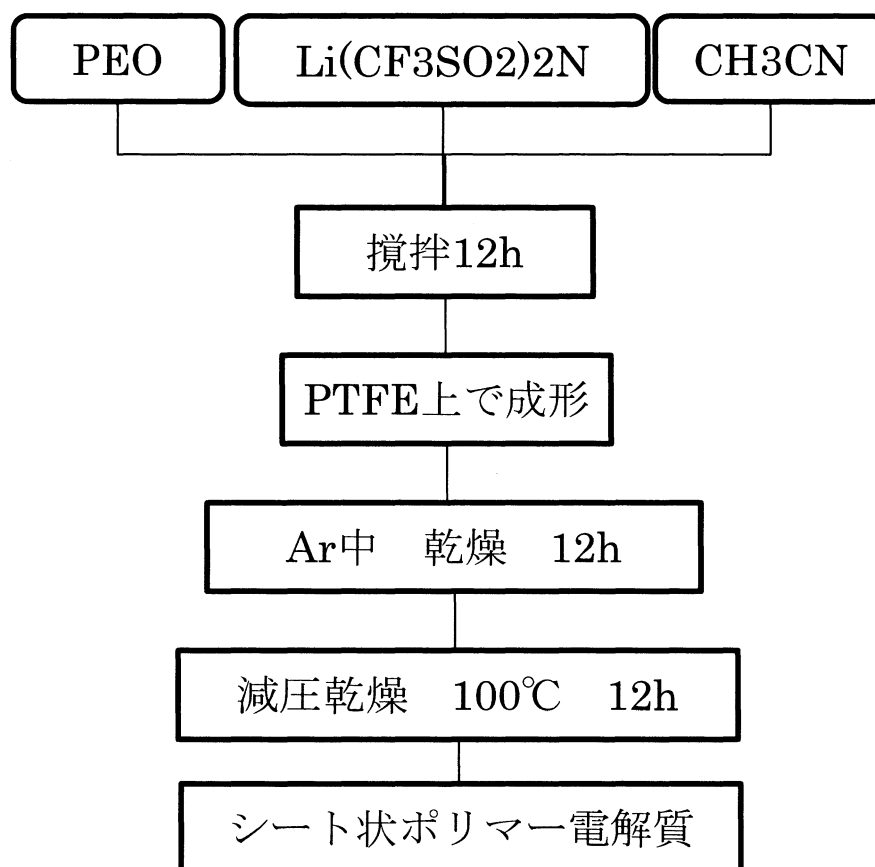 PEO
Li(CF3SO2)2N
CH3CN
撹拌12h
PTFE上で成形
Ar中　乾燥　12h
減圧乾燥　100℃　12h
シート状ポリマー電解質